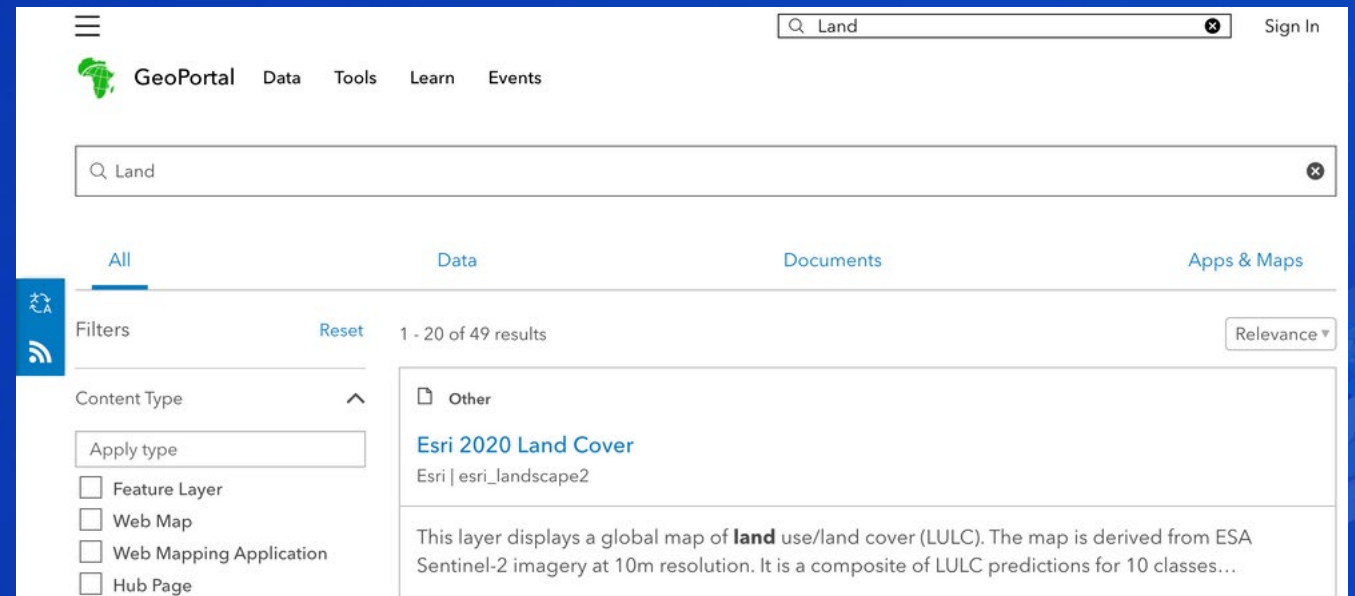 Land
Sign In
GeoPortal Data Tools Learn Events
Land
All Data Documents Apps & Maps
Filters Reset
1 - 20 of 49 results
Relevance
Content Type
Apply type
Feature Layer
Web Map
Web Mapping Application
Hub Page
Other
Esri 2020 Land Cover
Esri | esri_landscape2
This layer displays a global map of land use/land cover (LULC). The map is derived from ESA
Sentinel-2 imagery at 10m resolution. It is a composite of LULC predictions for 10 classes…